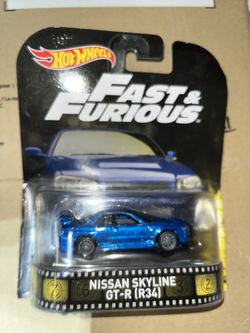 Hot Wheels
FAST &
FURIOUS
NISSAN SKYLINE
GT-R (R34)